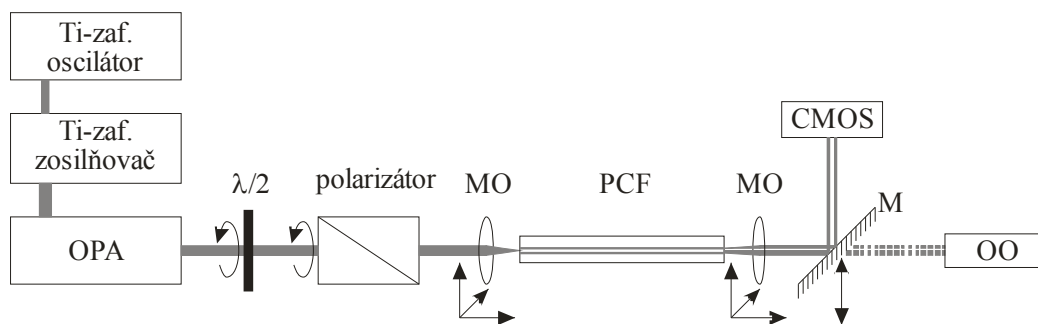 Ti-zaf.
oscilátor
Ti-zaf.
zosilňovač
OPA
λ/2
polarizátor
MO
PCF
MO
CMOS
M
OO